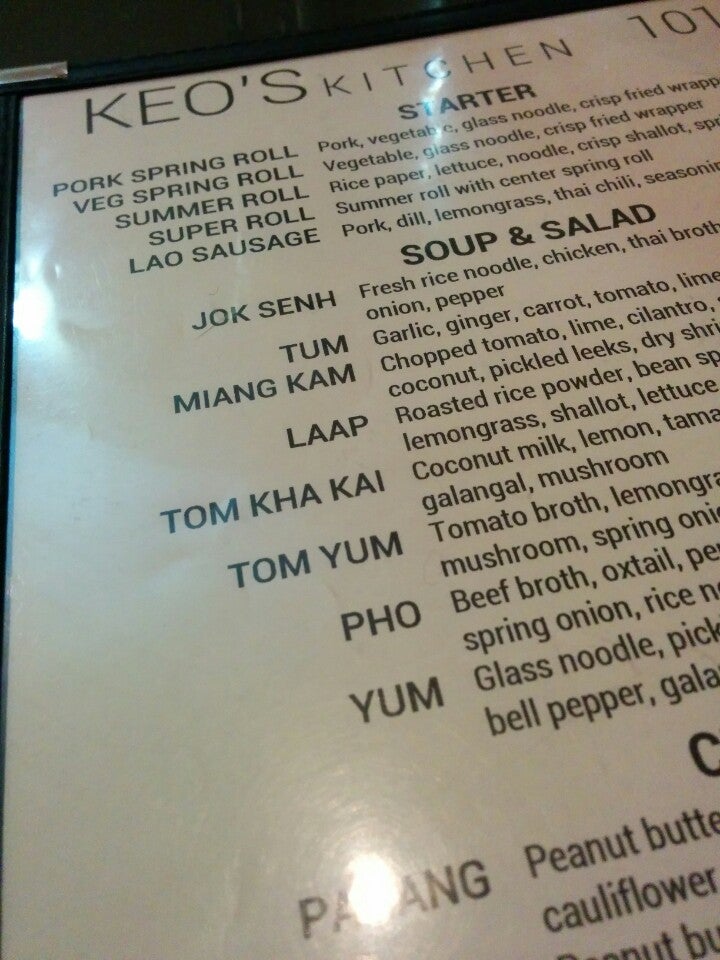 KEO'S KITCHEN 101
STARTER
PORK SPRING ROLL Pork, vegetable, glass noodle, crisp fried
VEG SPRING ROLL Vegetable, glass noodle, crisp fried wrapper
SUMMER ROLL Rice paper, lettuce, noodle, crisp shallot,
SUPER ROLL Summer roll with center spring roll
LAO SAUSAGE Pork, dill, lemongrass, thai chili,
SOUP & SALAD
JOK SENH Fresh rice noodle, chicken, thai broth
onion, pepper
TUM Garlic, ginger, carrot, tomato, lime
MIANG KAM Chopped tomato, lime, cilantro,
coconut, pickled leeks, dry
LAAP Roasted rice powder, bean
lemongrass, shallot, lettuce
TOM KHA KAI Coconut milk, lemon,
galangal, mushroom
TOM YUM Tomato broth,
mushroom, spring
PHO Beef broth, oxtail,
spring onion, rice
YUM Glass noodle,
bell pepper,
Peanut
cauliflower
Peanut